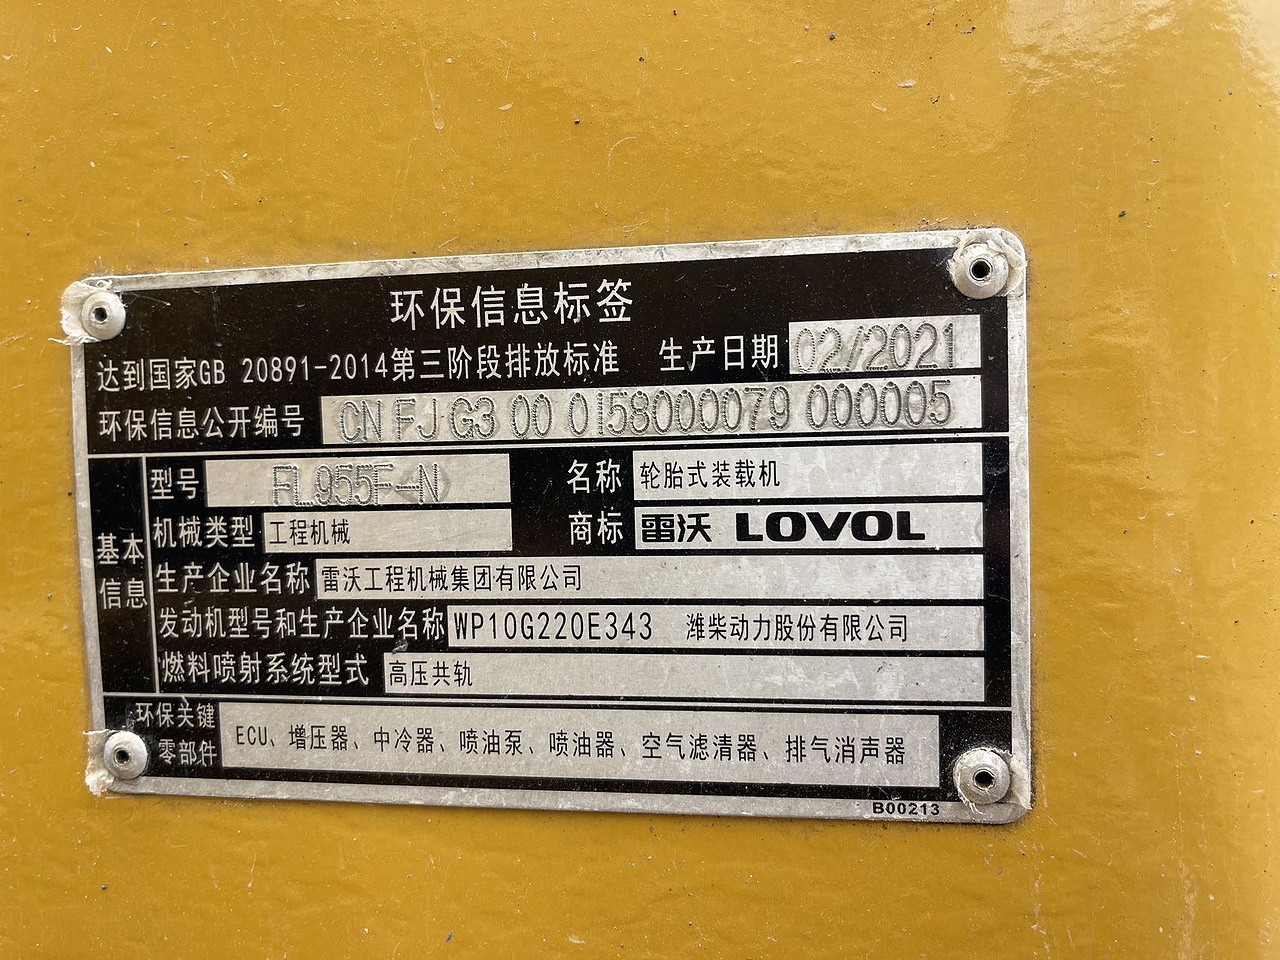 环保信息标签
达到国家GB 20891-2014第三阶段排放标准 生产日期 02/2021
环保信息公开编号 CN FJ G3 00 0158000079 000005
基本信息
型号 FL955F-N 名称 轮胎式装载机
机械类型 工程机械 商标 雷沃 LOVOL
生产企业名称 雷沃工程机械集团有限公司
发动机型号和生产企业名称 WP10G220E343 潍柴动力股份有限公司
燃料喷射系统型式 高压共轨
环保关键零部件 ECU、增压器、中冷器、喷油泵、喷油器、空气滤清器、排气消声器
B00213